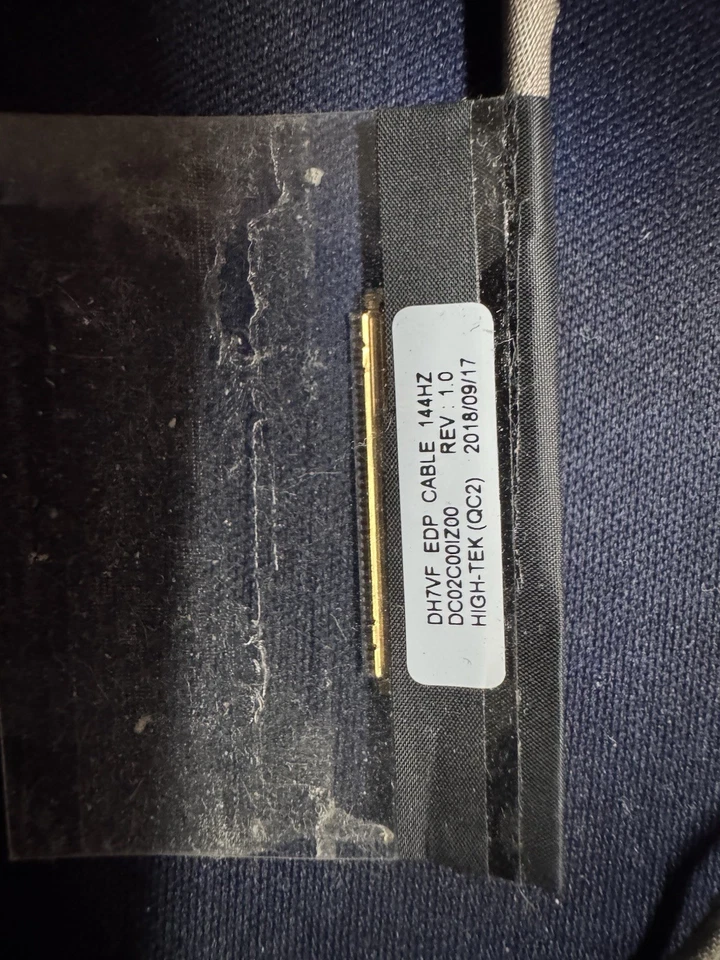 DH7VF EDP CABLE 144HZ
DC02C00IZ00 REV : 1.0
HIGH-TEK (QC2) 2018/09/17